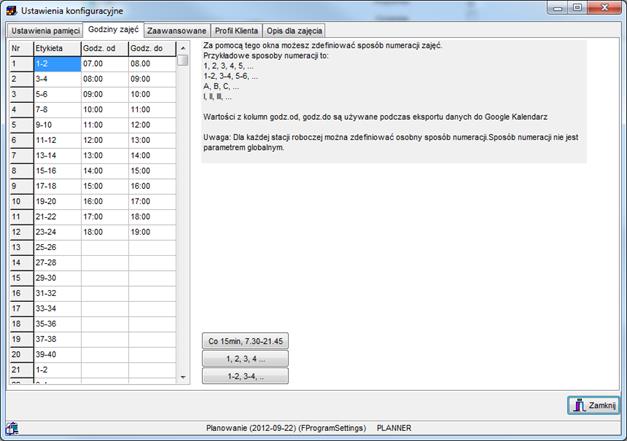 Ustawienia konfiguracyjne
Ustawienia pamięci Godziny zajęć Zaawansowane Profil Klienta Opis dla zajęcia
Nr Etykieta Godz. od Godz. do
1 1-2 07.00 08.00
2 3-4 08:00 09:00
3 5-6 09:00 10:00
4 7-8 10:00 11:00
5 9-10 11:00 12:00
6 11-12 12:00 13:00
7 13-14 13:00 14:00
8 15-16 14:00 15:00
9 17-18 15:00 16:00
10 19-20 16:00 17:00
11 21-22 17:00 18:00
12 23-24 18:00 19:00
13 25-26
14 27-28
15 29-30
16 31-32
17 33-34
18 35-36
19 37-38
20 39-40
21 1-2
Za pomocą tego okna możesz zdefiniować sposób numeracji zajęć.
Przykładowe sposoby numeracji to:
1, 2, 3, 4, 5, ...
1-2, 3-4, 5-6, ...
A, B, C, ...
I, II, III, ...
Wartości z kolumn godz.od, godz.do są używane podczas eksportu danych do Google Kalendarz
Uwaga: Dla każdej stacji roboczej można zdefiniować osobny sposób numeracji.Sposób numeracji nie jest
parametrem globalnym.
Co 15min, 7.30-21.45
1, 2, 3, 4 ...
1-2, 3-4, ..
Zamknij
Planowanie (2012-09-22) (FProgramSettings) PLANNER